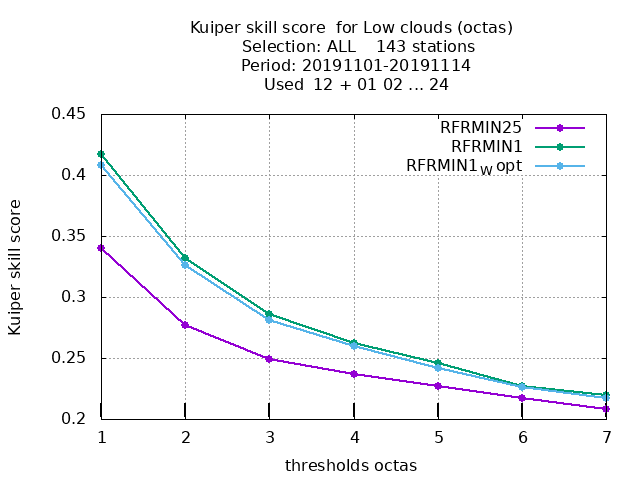 Kuiper skill score  for Low clouds (octas)
Selection: ALL    143 stations
Period: 20191101-20191114
Used  12 + 01 02 ... 24
0.45
0.4
0.35
0.3
0.25
0.2
Kuiper skill score
RFRMIN25
RFRMIN1
RFRMIN1W opt
1 2 3 4 5 6 7
thresholds octas